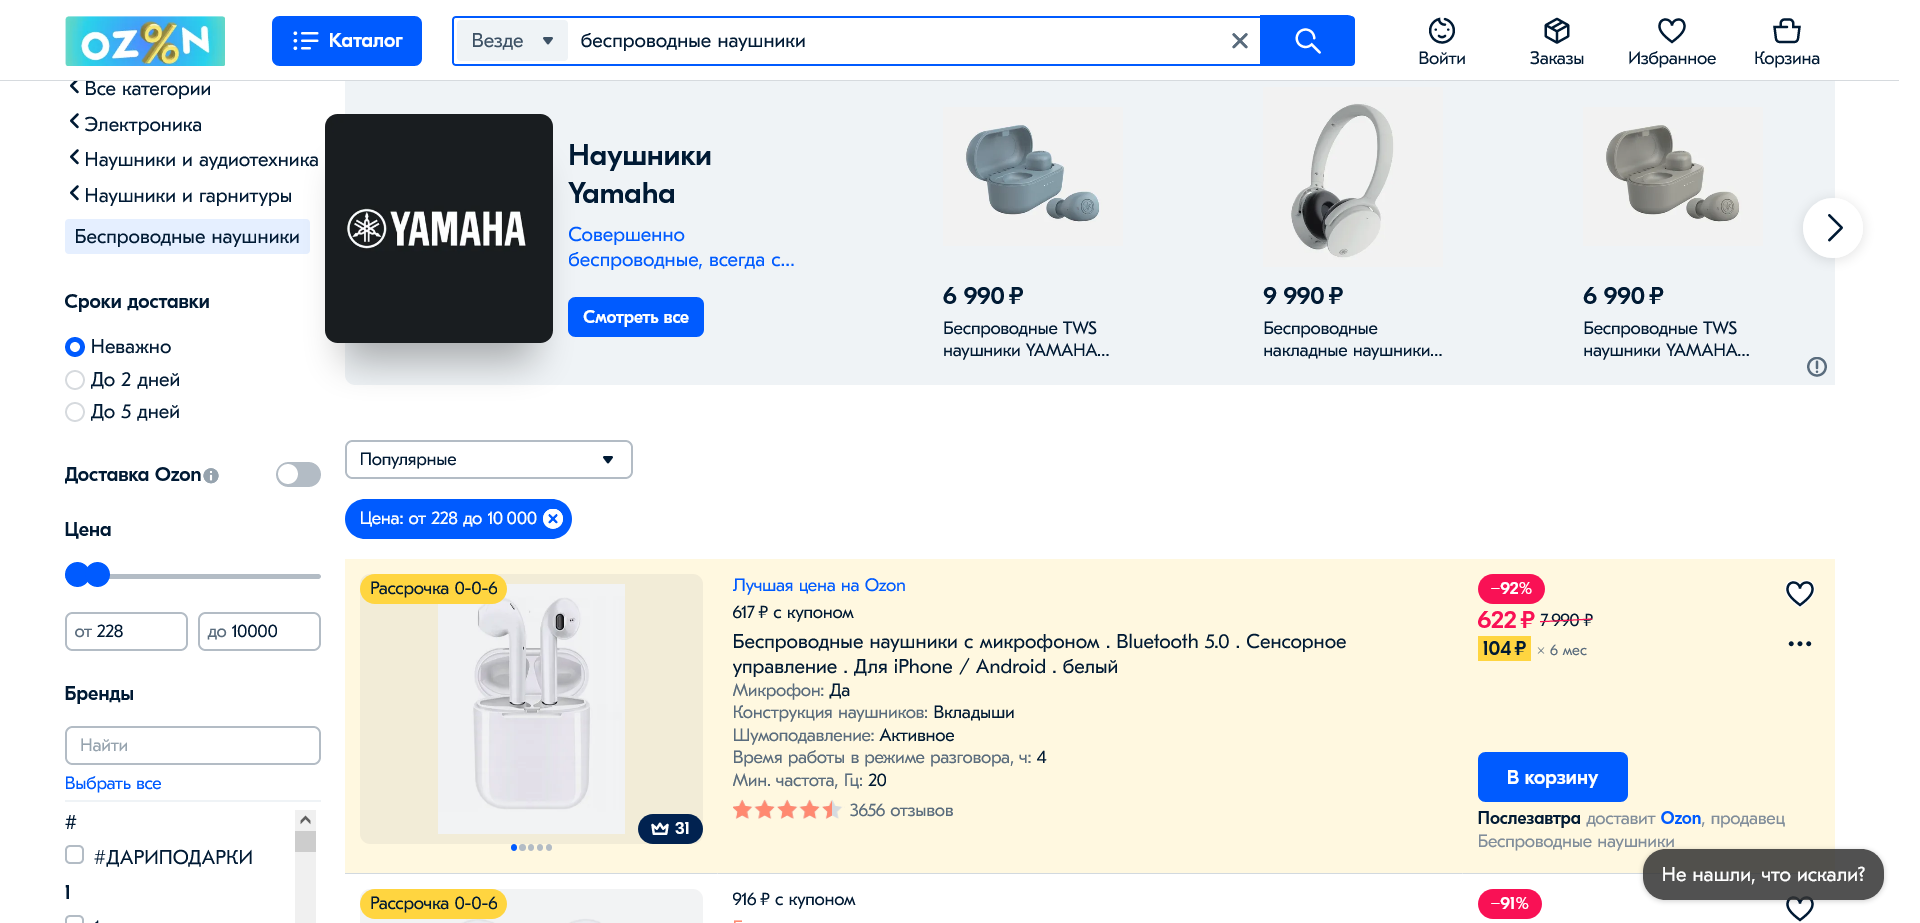 OZ%N
Каталог
Везде
беспроводные наушники
Войти
Заказы
Избранное
Корзина
Все категории
Электроника
Наушники и аудиотехника
Наушники и гарнитуры
Беспроводные наушники
Сроки доставки
Неважно
До 2 дней
До 5 дней
Доставка Ozon
Цена
от 228
до 10000
Бренды
Найти
Выбрать все
#
#ДАРИПОДАРКИ
1
YAMAHA
Наушники
Yamaha
Совершенно
беспроводные, всегда с...
Смотреть все
6 990 ₽
Беспроводные TWS
наушники YAMAHA...
9 990 ₽
Беспроводные
накладные наушники...
6 990 ₽
Беспроводные TWS
наушники YAMAHA...
Популярные
Цена: от 228 до 10 000
Рассрочка 0-0-6
31
Лучшая цена на Ozon
617 ₽ с купоном
Беспроводные наушники с микрофоном . Bluetooth 5.0 . Сенсорное
управление . Для iPhone / Android . белый
Микрофон: Да
Конструкция наушников: Вкладыши
Шумоподавление: Активное
Время работы в режиме разговора, ч: 4
Мин. частота, Гц: 20
3656 отзывов
−92%
622 ₽ 7 990 ₽
104 ₽ × 6 мес
В корзину
Послезавтра доставит Ozon, продавец
Беспроводные наушники
Не нашли, что искали?
Рассрочка 0-0-6
916 ₽ с купоном
−91%